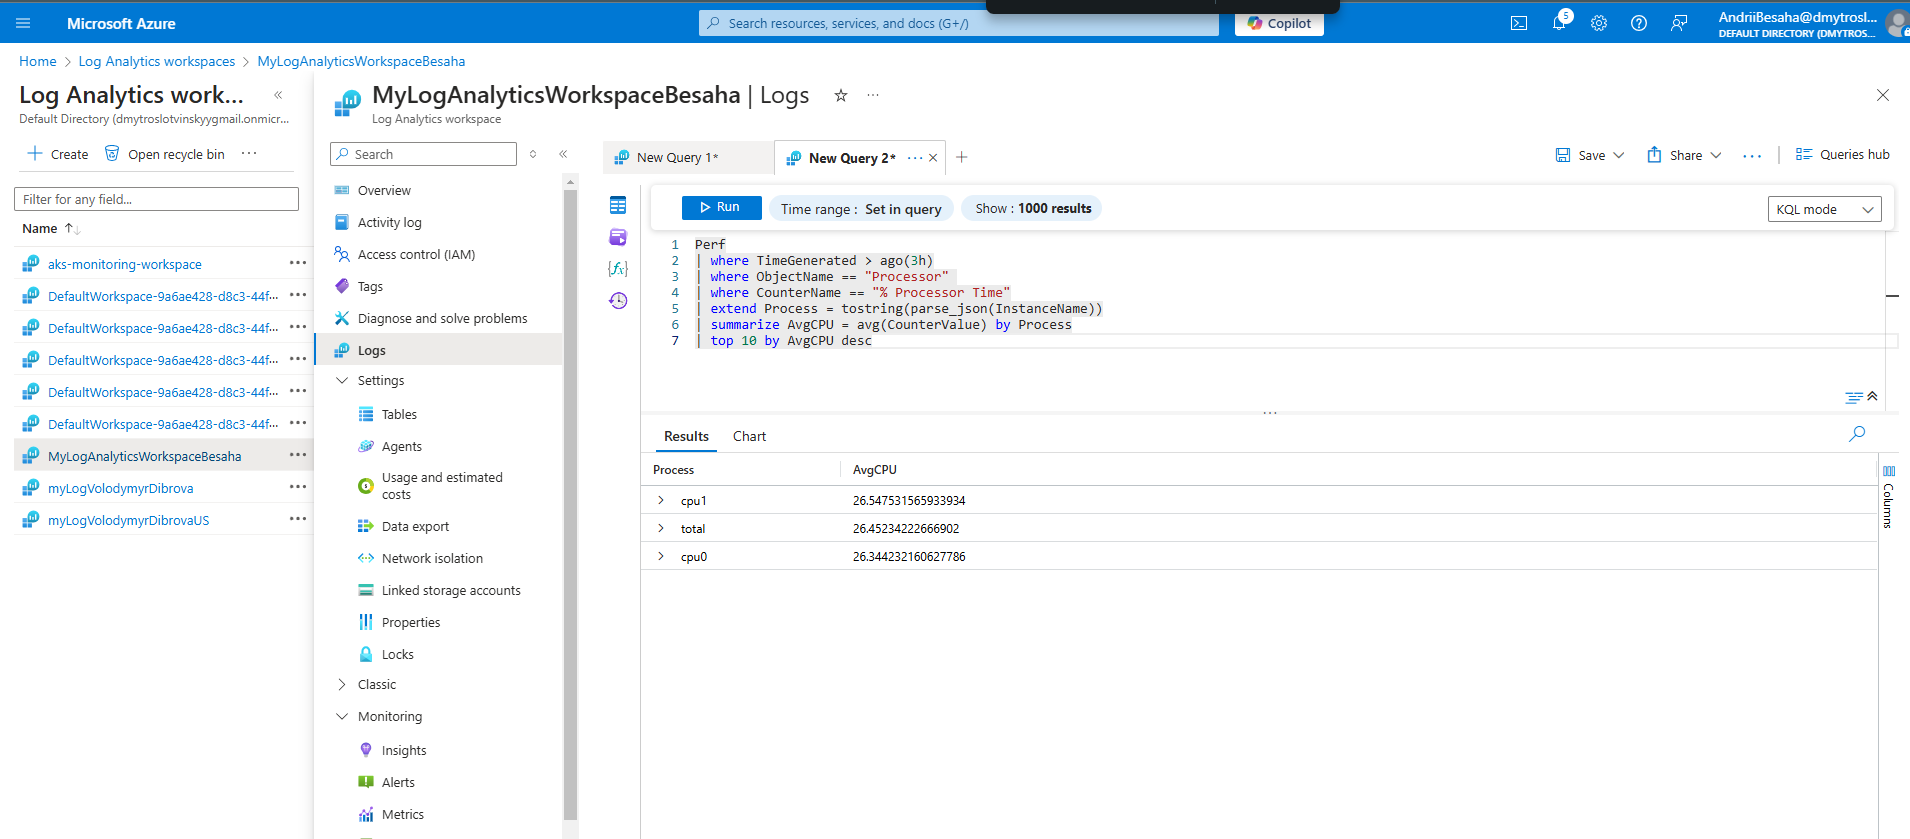 Microsoft Azure
Search resources, services, and docs (G+/)
Copilot
5
AndriiBesaha@dmytrosl...
DEFAULT DIRECTORY (DMYTROS...
Home > Log Analytics workspaces > MyLogAnalyticsWorkspaceBesaha
Log Analytics work...
Default Directory (dmytroslotvinskyygmail.onmicr...
Create
Open recycle bin
Filter for any field...
Name
aks-monitoring-workspace
DefaultWorkspace-9a6ae428-d8c3-44f...
DefaultWorkspace-9a6ae428-d8c3-44f...
DefaultWorkspace-9a6ae428-d8c3-44f...
DefaultWorkspace-9a6ae428-d8c3-44f...
DefaultWorkspace-9a6ae428-d8c3-44f...
MyLogAnalyticsWorkspaceBesaha
myLogVolodymyrDibrova
myLogVolodymyrDibrovaUS
MyLogAnalyticsWorkspaceBesaha | Logs
Log Analytics workspace
Search
Overview
Activity log
Access control (IAM)
Tags
Diagnose and solve problems
Logs
Settings
Tables
Agents
Usage and estimated
costs
Data export
Network isolation
Linked storage accounts
Properties
Locks
Classic
Monitoring
Insights
Alerts
Metrics
New Query 1*
New Query 2*
Save
Share
Queries hub
Run
Time range : Set in query
Show : 1000 results
KQL mode
1 Perf
2 | where TimeGenerated > ago(3h)
3 | where ObjectName == "Processor"
4 | where CounterName == "% Processor Time"
5 | extend Process = tostring(parse_json(InstanceName))
6 | summarize AvgCPU = avg(CounterValue) by Process
7 | top 10 by AvgCPU desc
Results
Chart
Process AvgCPU
cpu1 26.547531565933934
total 26.45234222666902
cpu0 26.344232160627786
Columns